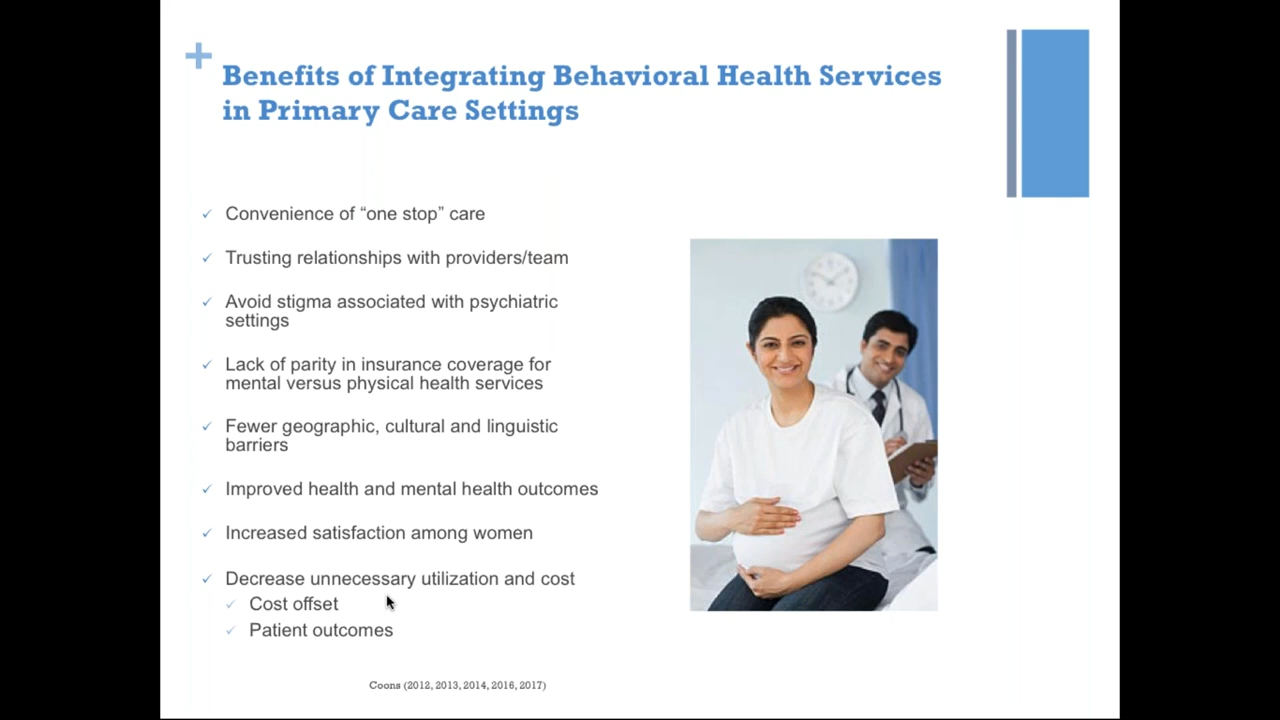 Benefits of Integrating Behavioral Health Services
in Primary Care Settings
Convenience of “one stop” care
Trusting relationships with providers/team
Avoid stigma associated with psychiatric
settings
Lack of parity in insurance coverage for
mental versus physical health services
Fewer geographic, cultural and linguistic
barriers
Improved health and mental health outcomes
Increased satisfaction among women
Decrease unnecessary utilization and cost
Cost offset
Patient outcomes
Coons (2012, 2013, 2014, 2016, 2017)